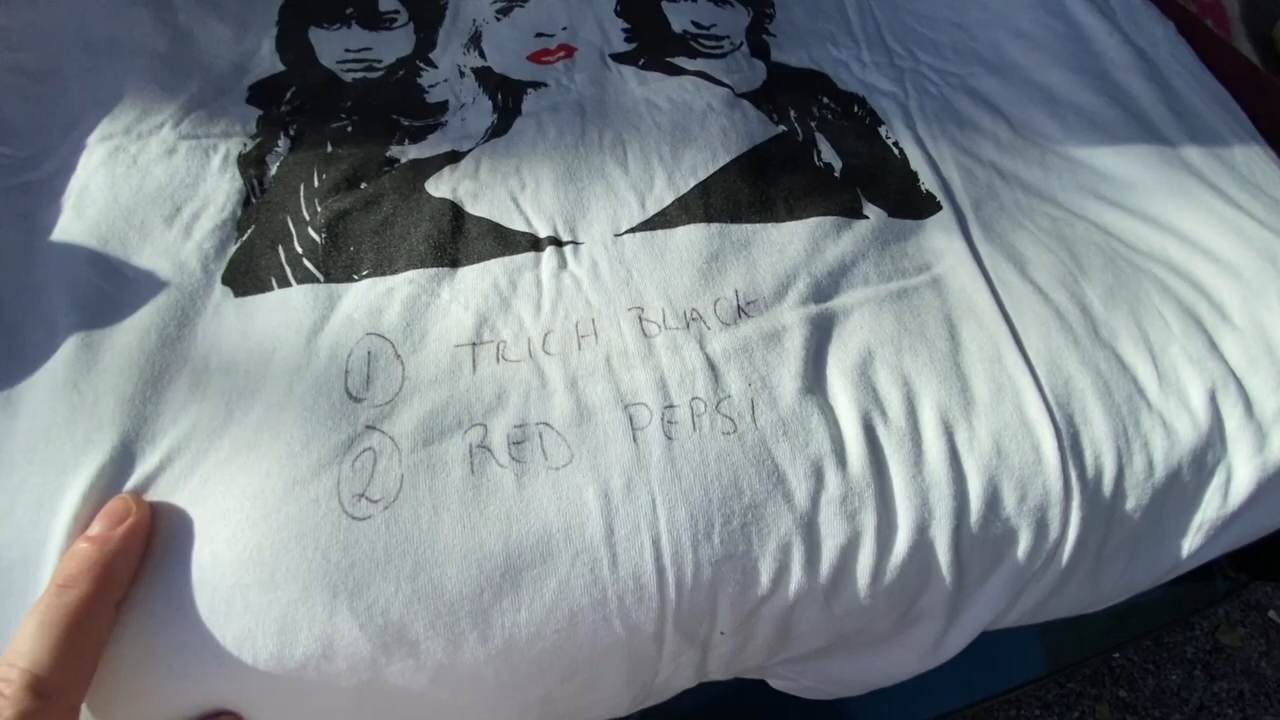 ① TRICH BLACK
② RED PEPSi